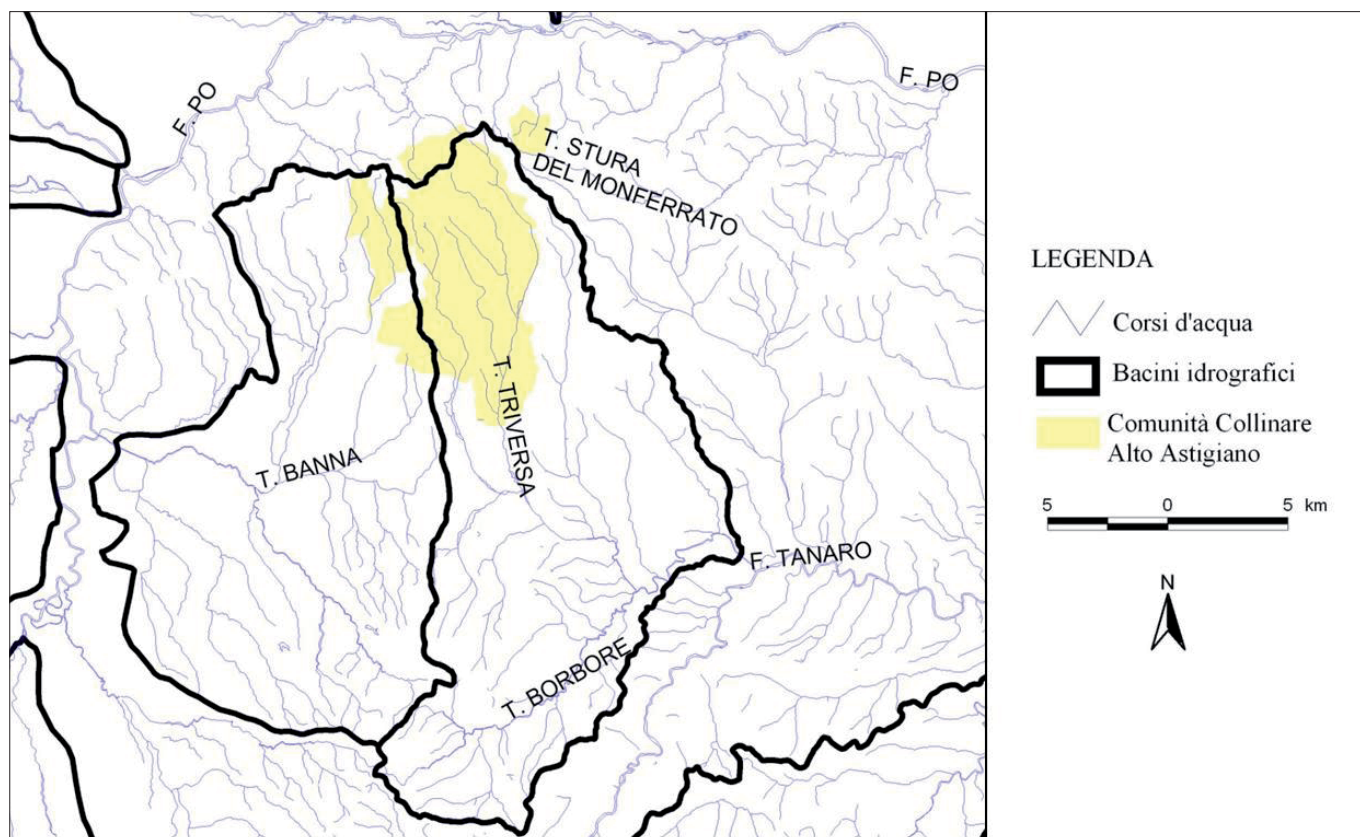 F. PO
F. PO
T. STURA
DEL MONFERRATO
T. TRIVERSA
T. BANNA
F. TANARO
T. BORBORE
LEGENDA
Corsi d'acqua
Bacini idrografici
Comunità Collinare
Alto Astigiano
5 0 5 km
N